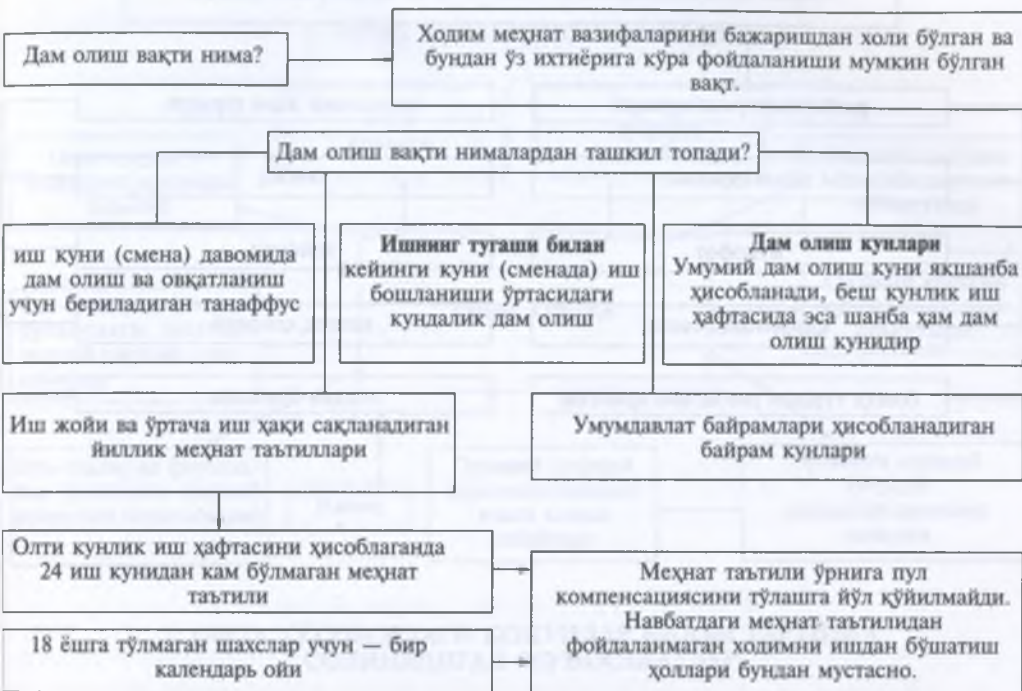 Дам олиш вақти нима?
Ходим меҳнат вазифаларини бажаришдан холи бўлган ва
бундан ўз ихтиёрига кўра фойдаланиши мумкин бўлган
вақт.
Дам олиш вақти нималардан ташкил топади?
иш куни (смена) давомида
дам олиш ва овқатланиш
учун бериладиган танаффус
Ишнинг тугаши билан
кейинги куни (сменада) иш
бошланиши ўртасидаги
кундалик дам олиш
Дам олиш кунлари
Умумий дам олиш куни якшанба
ҳисобланади, беш кунлик иш
ҳафтасида эса шанба ҳам дам
олиш кунидир
Иш жойи ва ўртача иш ҳақи сақланадиган
йиллик меҳнат таътиллари
Умумдавлат байрамлари ҳисобланадиган
байрам кунлари
Олти кунлик иш ҳафтасини ҳисоблаганда
24 иш кунидан кам бўлмаган меҳнат
таътили
18 ёшга тўлмаган шахслар учун — бир
календарь ойи
Меҳнат таътили ўрнига пул
компенсациясини тўлашга йўл қўйилмайди.
Навбатдаги меҳнат таътилидан
фойдаланмаган ходимни ишдан бўшатиш
ҳоллари бундан мустасно.